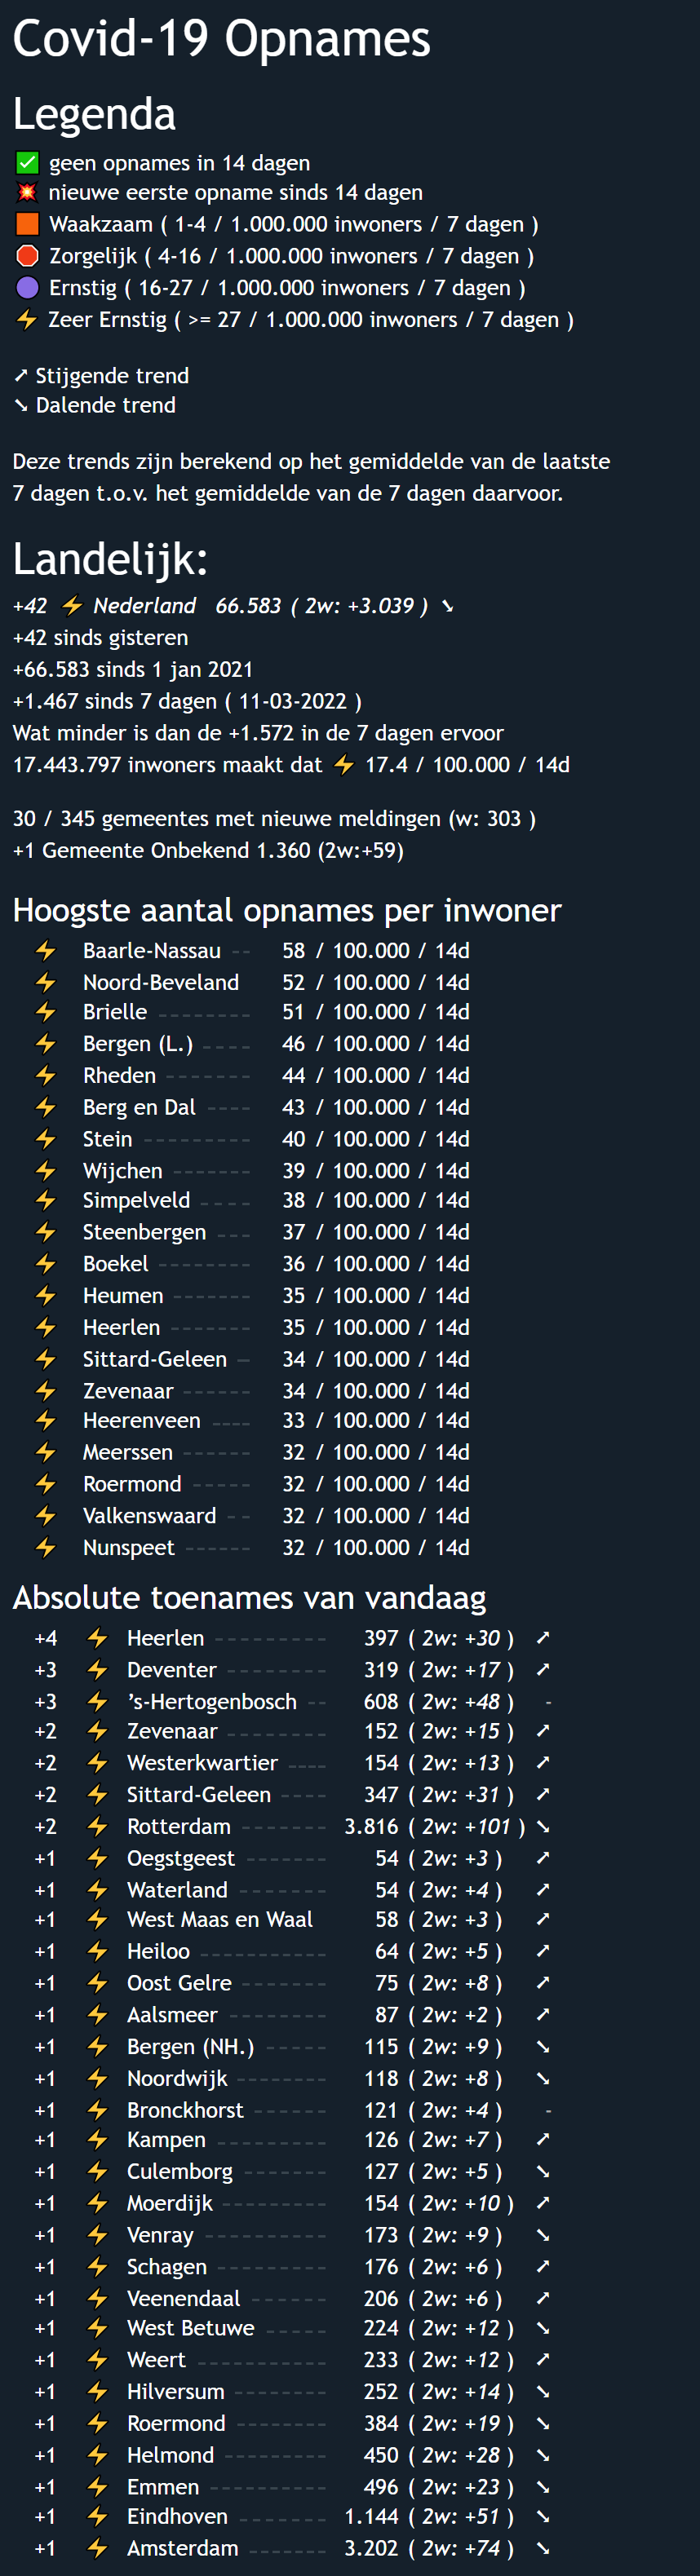 Covid-19 Opnames
Legenda
✅ geen opnames in 14 dagen
💥 nieuwe eerste opname sinds 14 dagen
🟧 Waakzaam ( 1-4 / 1.000.000 inwoners / 7 dagen )
🛑 Zorgelijk ( 4-16 / 1.000.000 inwoners / 7 dagen )
🟣 Ernstig ( 16-27 / 1.000.000 inwoners / 7 dagen )
⚡ Zeer Ernstig ( >= 27 / 1.000.000 inwoners / 7 dagen )
➚ Stijgende trend
➘ Dalende trend
Deze trends zijn berekend op het gemiddelde van de laatste
7 dagen t.o.v. het gemiddelde van de 7 dagen daarvoor.
Landelijk:
+42 ⚡ Nederland 66.583 ( 2w: +3.039 ) ➘
+42 sinds gisteren
+66.583 sinds 1 jan 2021
+1.467 sinds 7 dagen ( 11-03-2022 )
Wat minder is dan de +1.572 in de 7 dagen ervoor
17.443.797 inwoners maakt dat ⚡ 17.4 / 100.000 / 14d
30 / 345 gemeentes met nieuwe meldingen (w: 303 )
+1 Gemeente Onbekend 1.360 (2w:+59)
Hoogste aantal opnames per inwoner
⚡ Baarle-Nassau -- 58 / 100.000 / 14d
⚡ Noord-Beveland 52 / 100.000 / 14d
⚡ Brielle ------- 51 / 100.000 / 14d
⚡ Bergen (L.) ---- 46 / 100.000 / 14d
⚡ Rheden ------- 44 / 100.000 / 14d
⚡ Berg en Dal ---- 43 / 100.000 / 14d
⚡ Stein --------- 40 / 100.000 / 14d
⚡ Wijchen ------- 39 / 100.000 / 14d
⚡ Simpelveld ---- 38 / 100.000 / 14d
⚡ Steenbergen --- 37 / 100.000 / 14d
⚡ Boekel -------- 36 / 100.000 / 14d
⚡ Heumen ------- 35 / 100.000 / 14d
⚡ Heerlen ------- 35 / 100.000 / 14d
⚡ Sittard-Geleen - 34 / 100.000 / 14d
⚡ Zevenaar ------ 34 / 100.000 / 14d
⚡ Heerenveen ---- 33 / 100.000 / 14d
⚡ Meerssen ------ 32 / 100.000 / 14d
⚡ Roermond ----- 32 / 100.000 / 14d
⚡ Valkenswaard -- 32 / 100.000 / 14d
⚡ Nunspeet ------ 32 / 100.000 / 14d
Absolute toenames van vandaag
+4 ⚡ Heerlen --------- 397 ( 2w: +30 ) ➚
+3 ⚡ Deventer -------- 319 ( 2w: +17 ) ➚
+3 ⚡ 's-Hertogenbosch -- 608 ( 2w: +48 ) -
+2 ⚡ Zevenaar -------- 152 ( 2w: +15 ) ➚
+2 ⚡ Westerkwartier ---- 154 ( 2w: +13 ) ➚
+2 ⚡ Sittard-Geleen ----- 347 ( 2w: +31 ) ➚
+2 ⚡ Rotterdam ------- 3.816 ( 2w: +101 ) ➘
+1 ⚡ Oegstgeest ------- 54 ( 2w: +3 ) ➚
+1 ⚡ Waterland ------- 54 ( 2w: +4 ) ➚
+1 ⚡ West Maas en Waal 58 ( 2w: +3 ) ➚
+1 ⚡ Heiloo ---------- 64 ( 2w: +5 ) ➚
+1 ⚡ Oost Gelre ------- 75 ( 2w: +8 ) ➚
+1 ⚡ Aalsmeer -------- 87 ( 2w: +2 ) ➚
+1 ⚡ Bergen (NH.) ----- 115 ( 2w: +9 ) ➘
+1 ⚡ Noordwijk ------- 118 ( 2w: +8 ) ➘
+1 ⚡ Bronckhorst ------ 121 ( 2w: +4 ) -
+1 ⚡ Kampen --------- 126 ( 2w: +7 ) ➚
+1 ⚡ Culemborg ------- 127 ( 2w: +5 ) ➘
+1 ⚡ Moerdijk --------- 154 ( 2w: +10 ) ➚
+1 ⚡ Venray ---------- 173 ( 2w: +9 ) ➘
+1 ⚡ Schagen --------- 176 ( 2w: +6 ) ➚
+1 ⚡ Veenendaal ------ 206 ( 2w: +6 ) ➚
+1 ⚡ West Betuwe ----- 224 ( 2w: +12 ) ➘
+1 ⚡ Weert ---------- 233 ( 2w: +12 ) ➚
+1 ⚡ Hilversum -------- 252 ( 2w: +14 ) ➘
+1 ⚡ Roermond ------- 384 ( 2w: +19 ) ➘
+1 ⚡ Helmond -------- 450 ( 2w: +28 ) ➘
+1 ⚡ Emmen ---------- 496 ( 2w: +23 ) ➘
+1 ⚡ Eindhoven ------- 1.144 ( 2w: +51 ) ➘
+1 ⚡ Amsterdam ------ 3.202 ( 2w: +74 ) ➘